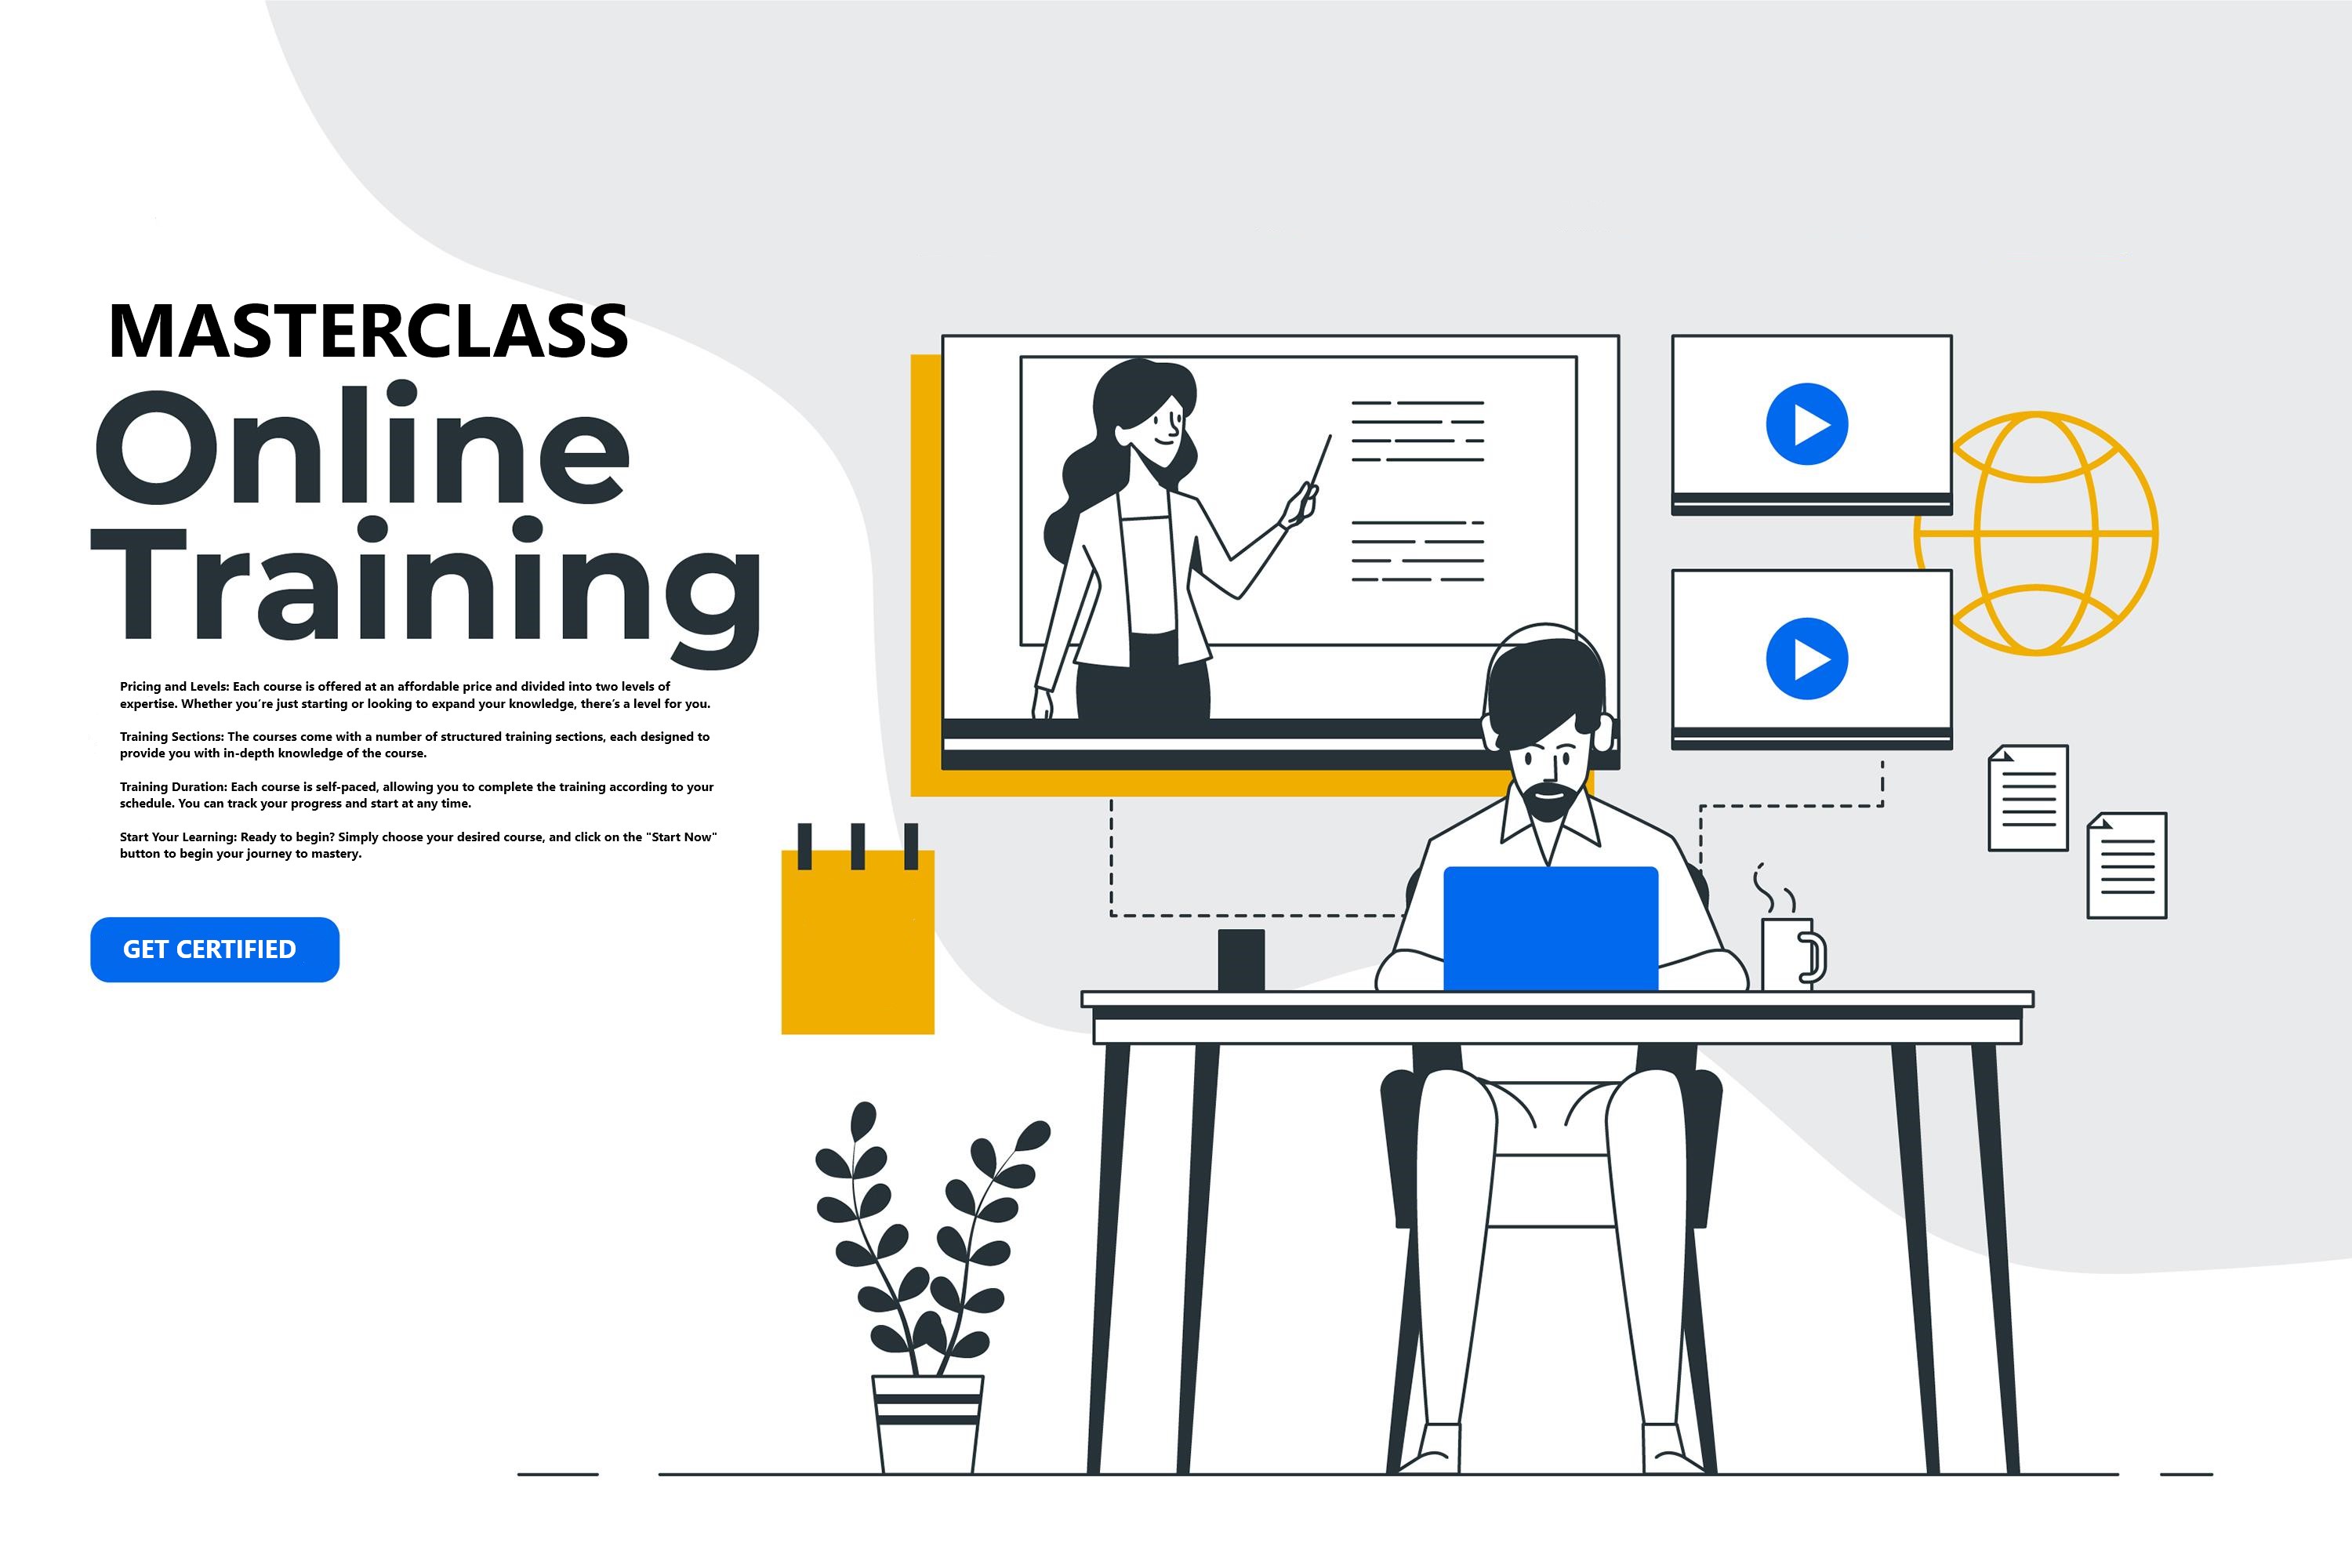 MASTERCLASS
Online
Training
Pricing and Levels: Each course is offered at an affordable price and divided into two levels of
expertise. Whether you’re just starting or looking to expand your knowledge, there’s a level for you.
Training Sections: The courses come with a number of structured training sections, each designed to
provide you with in-depth knowledge of the course.
Training Duration: Each course is self-paced, allowing you to complete the training according to your
schedule. You can track your progress and start at any time.
Start Your Learning: Ready to begin? Simply choose your desired course, and click on the "Start Now"
button to begin your journey to mastery.
GET CERTIFIED